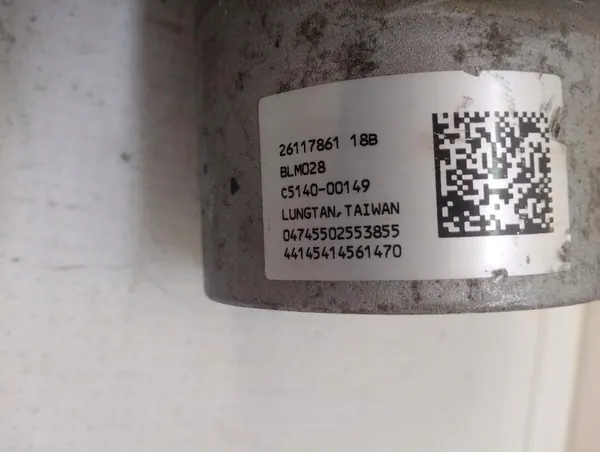 26117861 18B
BLM028
C5140-00149
LUNGTAN, TAIWAN
04745502553855
44145414561470